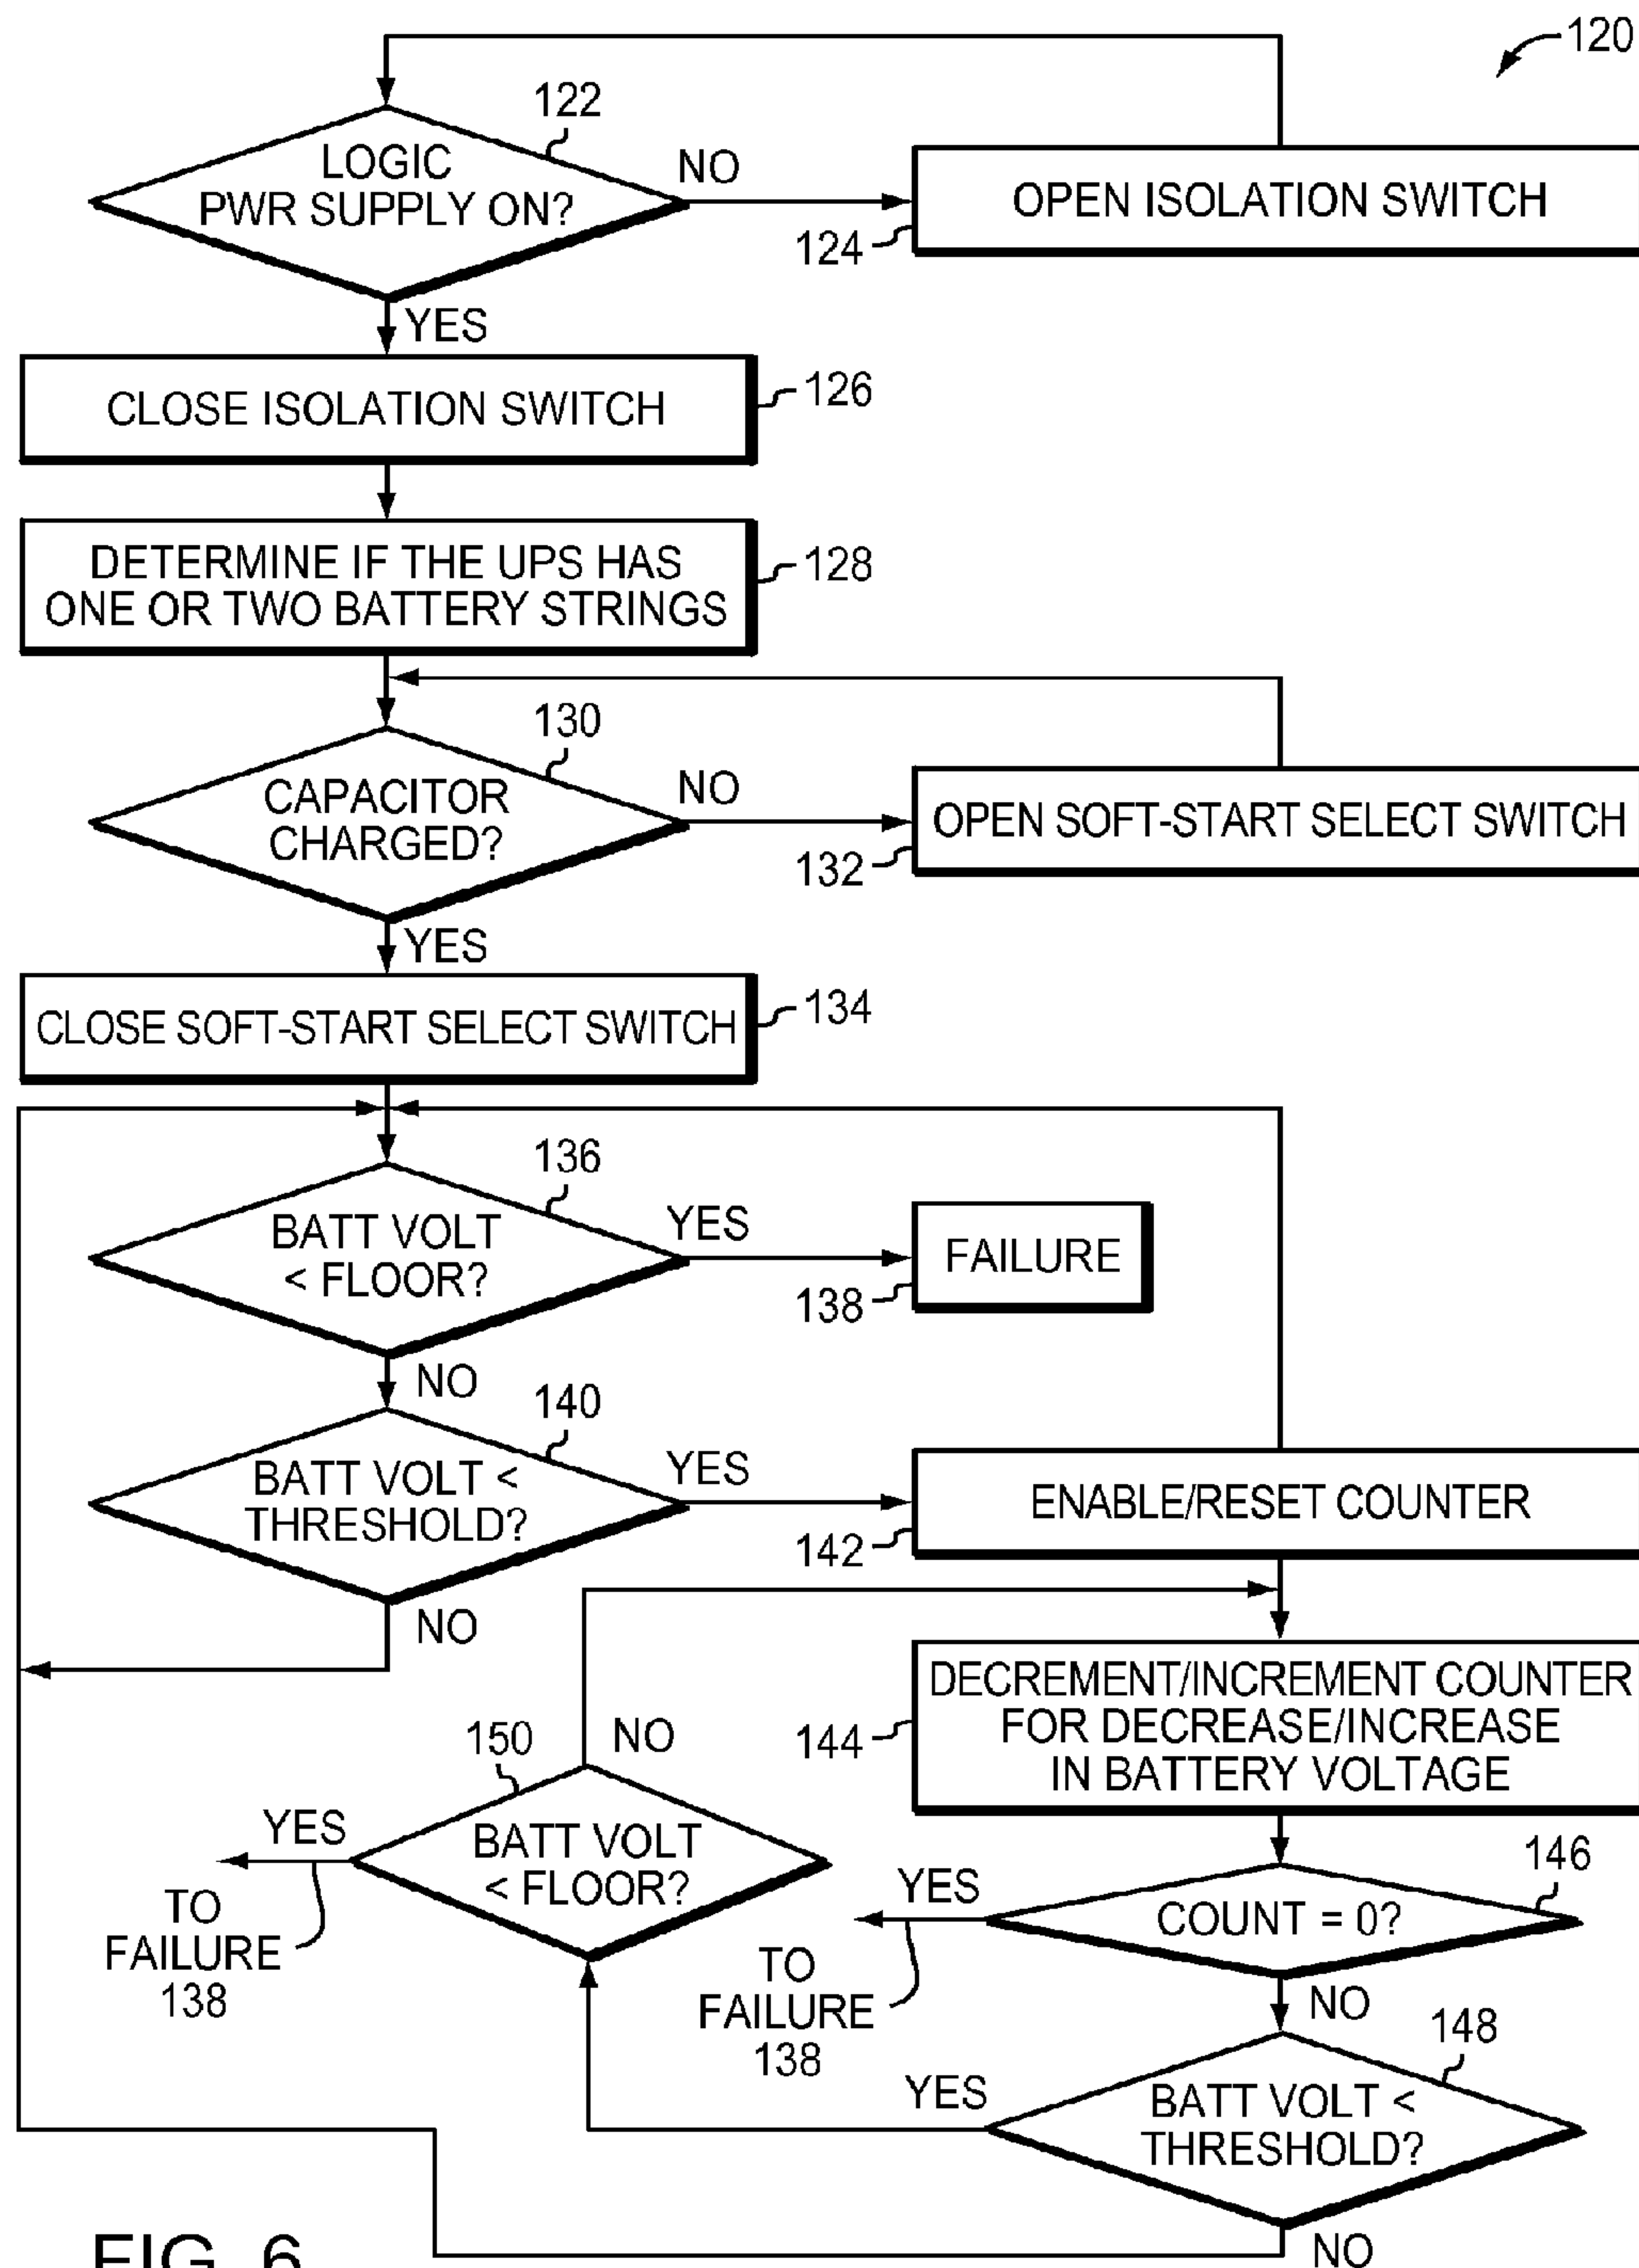 120
122
LOGIC
PWR SUPPLY ON?
NO
OPEN ISOLATION SWITCH
124
YES
CLOSE ISOLATION SWITCH
126
DETERMINE IF THE UPS HAS
ONE OR TWO BATTERY STRINGS
128
130
CAPACITOR
CHARGED?
NO
OPEN SOFT-START SELECT SWITCH
132
YES
CLOSE SOFT-START SELECT SWITCH
134
136
BATT VOLT
< FLOOR?
YES
FAILURE
138
NO
140
BATT VOLT <
THRESHOLD?
YES
ENABLE/RESET COUNTER
142
NO
DECREMENT/INCREMENT COUNTER
FOR DECREASE/INCREASE
IN BATTERY VOLTAGE
144
150
NO
BATT VOLT
< FLOOR?
YES
TO
FAILURE
138
146
COUNT = 0?
YES
TO
FAILURE
138
NO
148
BATT VOLT <
THRESHOLD?
YES
NO
FIG. 6